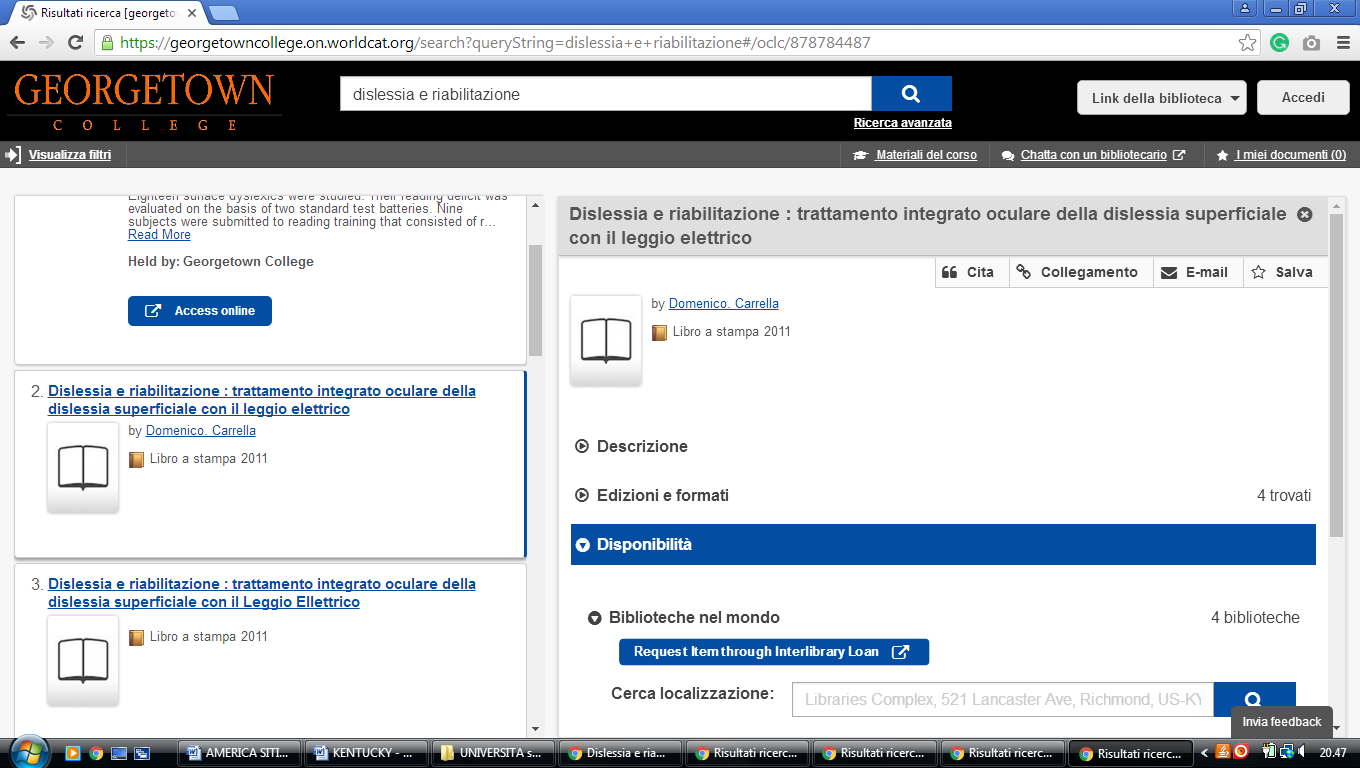 Risultati ricerca [georgeto
https://georgetowncollege.on.worldcat.org/search?queryString=dislessia+e+riabilitazione#/oclc/878784487
GEORGETOWN
COLLEGE
dislessia e riabilitazione
Ricerca avanzata
Link della biblioteca
Accedi
Visualizza filtri
Materiali del corso
Chatta con un bibliotecario
I miei documenti (0)
Eighteen surface dyslexics were studied. Their reading deficit was
evaluated on the basis of two standard test batteries. Nine
subjects were submitted to reading training that consisted of r…
Read More
Held by: Georgetown College
Access online
2. Dislessia e riabilitazione : trattamento integrato oculare della
dislessia superficiale con il leggio elettrico
by Domenico. Carrella
Libro a stampa 2011
3. Dislessia e riabilitazione : trattamento integrato oculare della
dislessia superficiale con il Leggio Ellettrico
Libro a stampa 2011
Dislessia e riabilitazione : trattamento integrato oculare della dislessia superficiale
con il leggio elettrico
Cita
Collegamento
E-mail
Salva
by Domenico. Carrella
Libro a stampa 2011
Descrizione
Edizioni e formati
4 trovati
Disponibilità
Biblioteche nel mondo
4 biblioteche
Request Item through Interlibrary Loan
Cerca localizzazione:
Libraries Complex, 521 Lancaster Ave, Richmond, US-KY
Invia feedback
AMERICA SITI...
KENTUCKY - ...
UNIVERSITA s...
Dislessia e ria...
Risultati ricerc...
Risultati ricerc...
Risultati ricerc...
Risultati ricerc...
20.47